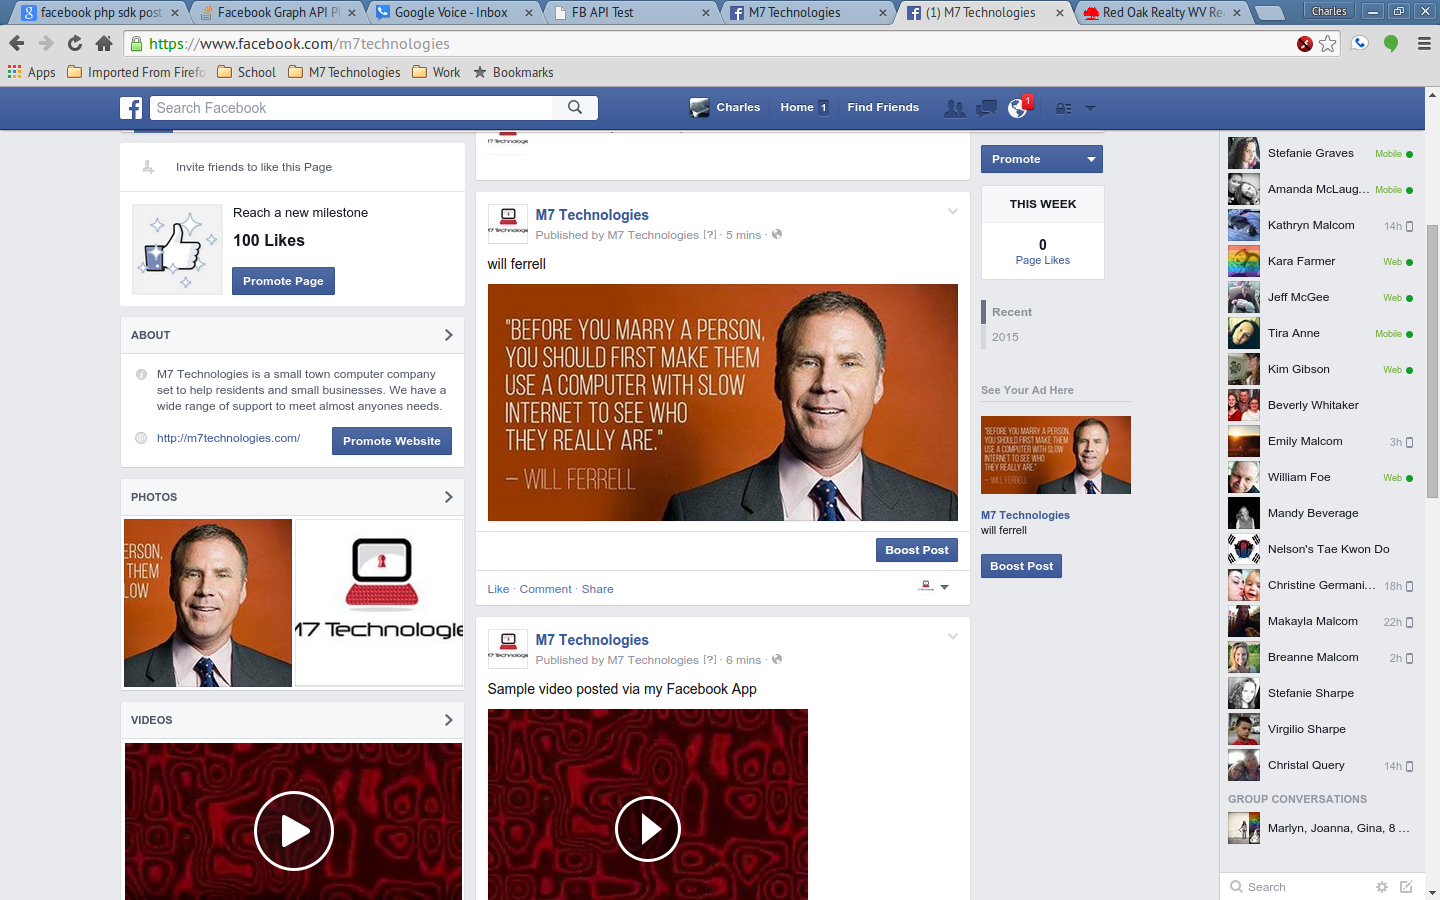 facebook php sdk post
Facebook Graph API P
Google Voice - Inbox
FB API Test
M7 Technologies
(1) M7 Technologies
Red Oak Realty WV Re
Charles
https://www.facebook.com/m7technologies
Apps
Imported From Firefo
School
M7 Technologies
Work
Bookmarks
Search Facebook
Charles
Home 1
Find Friends
1
Invite friends to like this Page
Reach a new milestone
100 Likes
Promote Page
ABOUT
M7 Technologies is a small town computer company
set to help residents and small businesses. We have a
wide range of support to meet almost anyones needs.
http://m7technologies.com/
Promote Website
PHOTOS
ERSON,
THEM
LOW
M7 Technologie
VIDEOS
M7 Technologies
Published by M7 Technologies [?] · 5 mins ·
will ferrell
"BEFORE YOU MARRY A PERSON,
YOU SHOULD FIRST MAKE THEM
USE A COMPUTER WITH SLOW
INTERNET TO SEE WHO
THEY REALLY ARE."
– WILL FERRELL
Boost Post
Like · Comment · Share
M7 Technologies
Published by M7 Technologies [?] · 6 mins ·
Sample video posted via my Facebook App
Promote
THIS WEEK
0
Page Likes
Recent
2015
See Your Ad Here
"BEFORE YOU MARRY A PERSON,
YOU SHOULD FIRST MAKE THEM
USE A COMPUTER WITH SLOW
INTERNET TO SEE WHO
THEY REALLY ARE."
– WILL FERRELL
M7 Technologies
will ferrell
Boost Post
Stefanie Graves Mobile
Amanda McLaug... Mobile
Kathryn Malcom 14h
Kara Farmer Web
Jeff McGee Web
Tira Anne Mobile
Kim Gibson Web
Beverly Whitaker
Emily Malcom 3h
William Foe Web
Mandy Beverage
Nelson's Tae Kwon Do
Christine Germani... 18h
Makayla Malcom 22h
Breanne Malcom 2h
Stefanie Sharpe
Virgilio Sharpe
Christal Query 14h
GROUP CONVERSATIONS
Marlyn, Joanna, Gina, 8 ...
Search